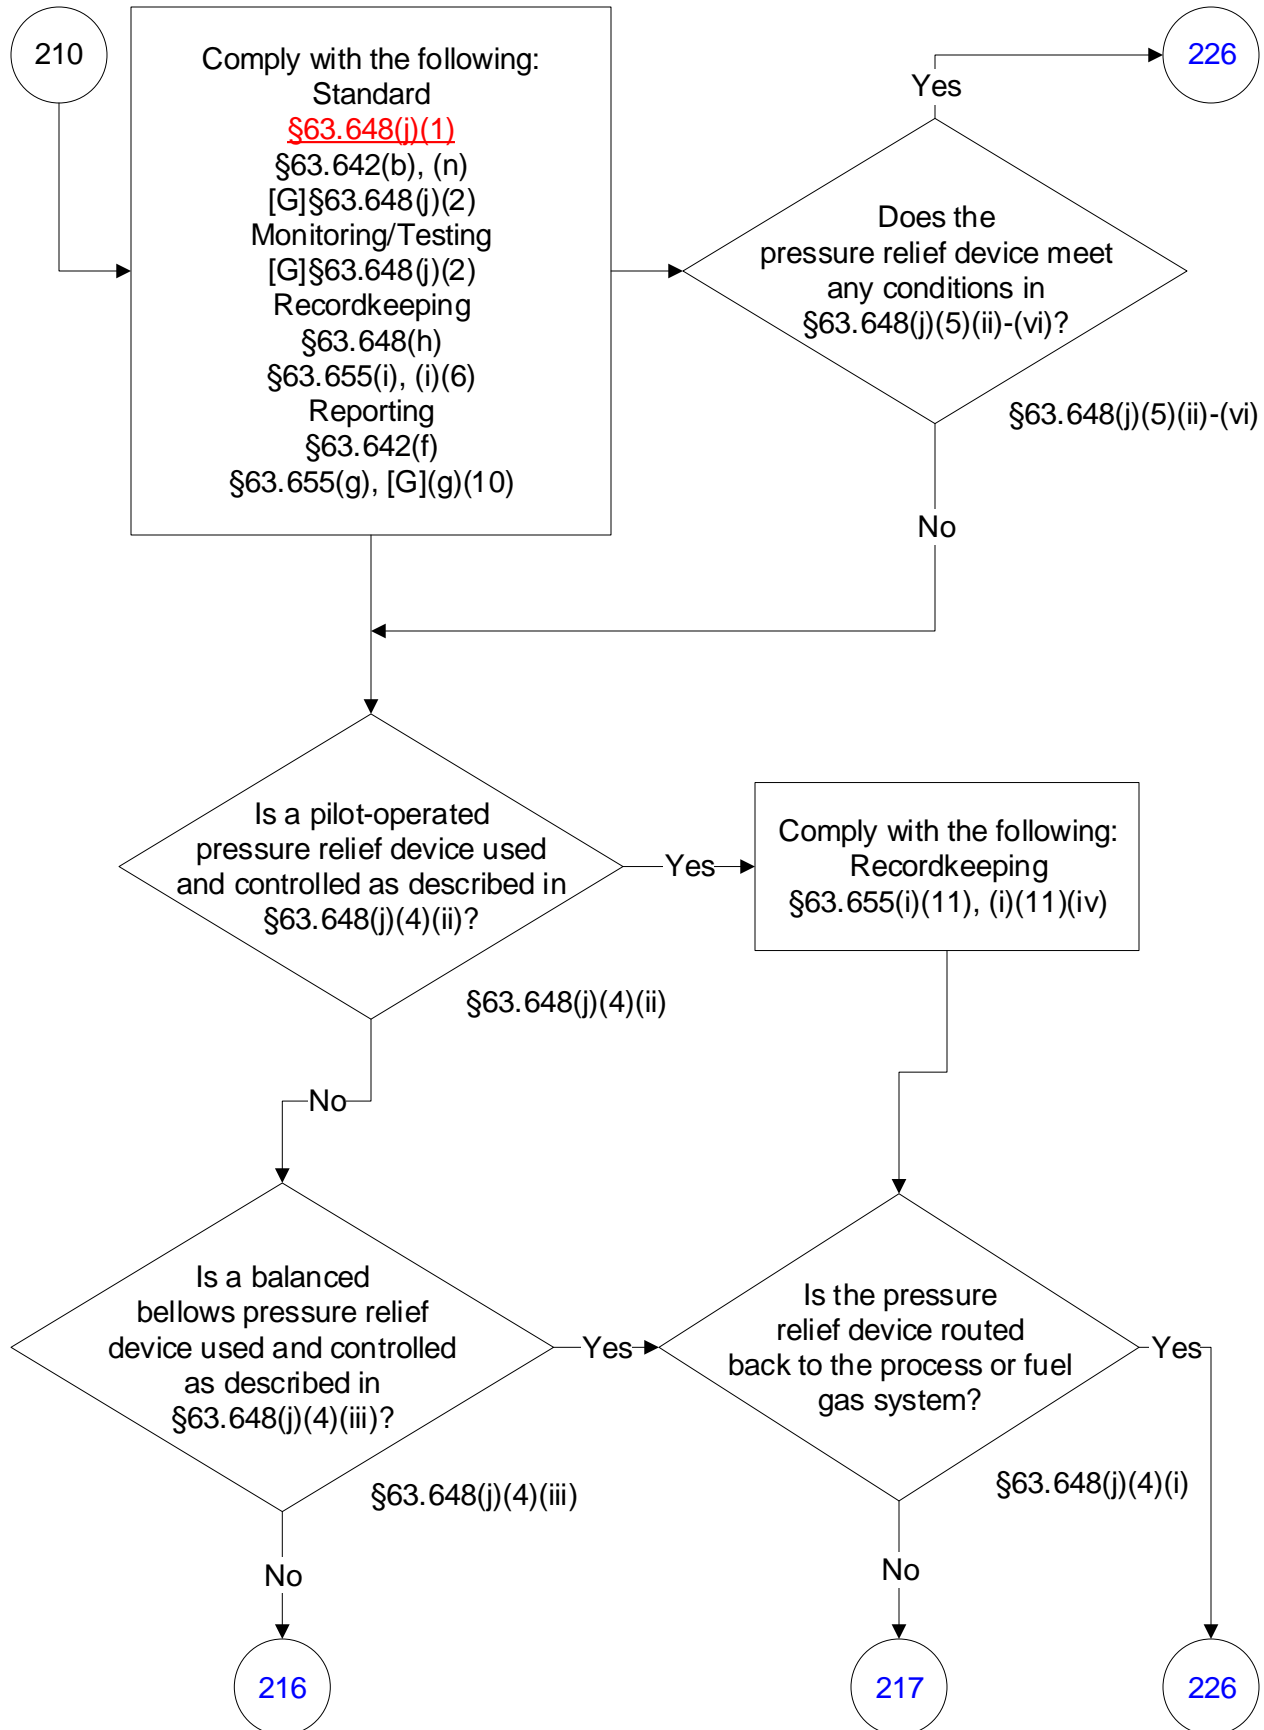 210
Comply with the following:
Standard
§63.648(j)(1)
§63.642(b), (n)
[G]§63.648(j)(2)
Monitoring/Testing
[G]§63.648(j)(2)
Recordkeeping
§63.648(h)
§63.655(i), (i)(6)
Reporting
§63.642(f)
§63.655(g), [G](g)(10)
226
Yes
Does the
pressure relief device meet
any conditions in
§63.648(j)(5)(ii)-(vi)?
§63.648(j)(5)(ii)-(vi)
No
Is a pilot-operated
pressure relief device used
and controlled as described in
§63.648(j)(4)(ii)?
Yes
Comply with the following:
Recordkeeping
§63.655(i)(11), (i)(11)(iv)
§63.648(j)(4)(ii)
No
Is a balanced
bellows pressure relief
device used and controlled
as described in
§63.648(j)(4)(iii)?
Yes
Is the pressure
relief device routed
back to the process or fuel
gas system?
Yes
§63.648(j)(4)(iii)
§63.648(j)(4)(i)
No
No
216
217
226